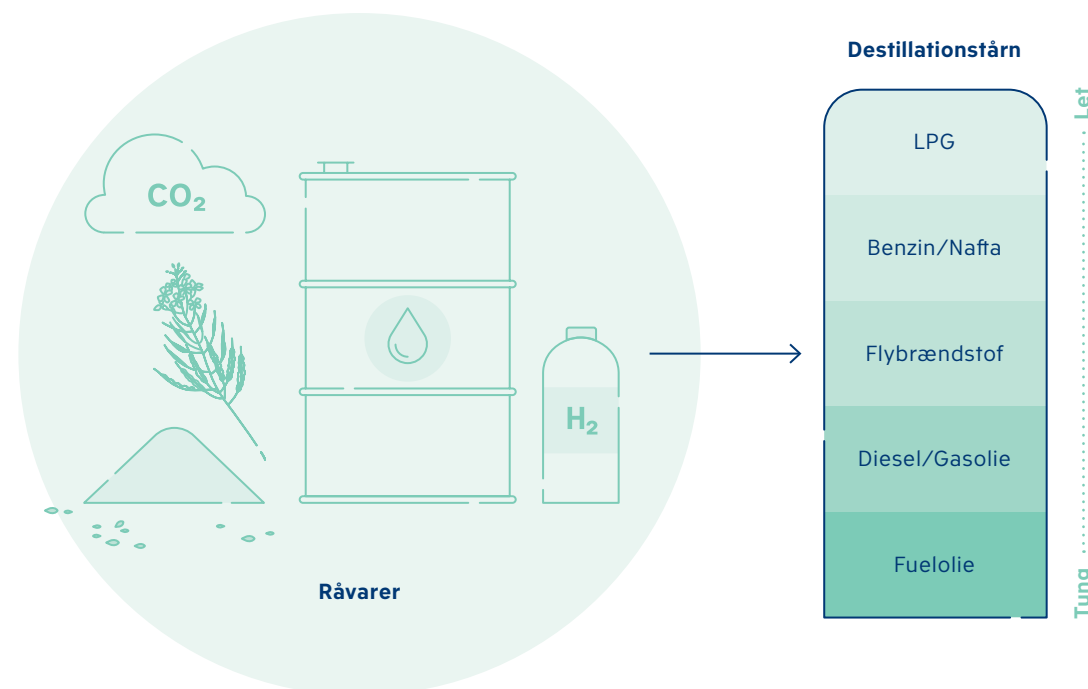 Destillationstårn
Let
LPG
CO₂
Benzin/Nafta
Flybrændstof
H₂
Diesel/Gasolie
Fuelolie
Tung
Råvarer